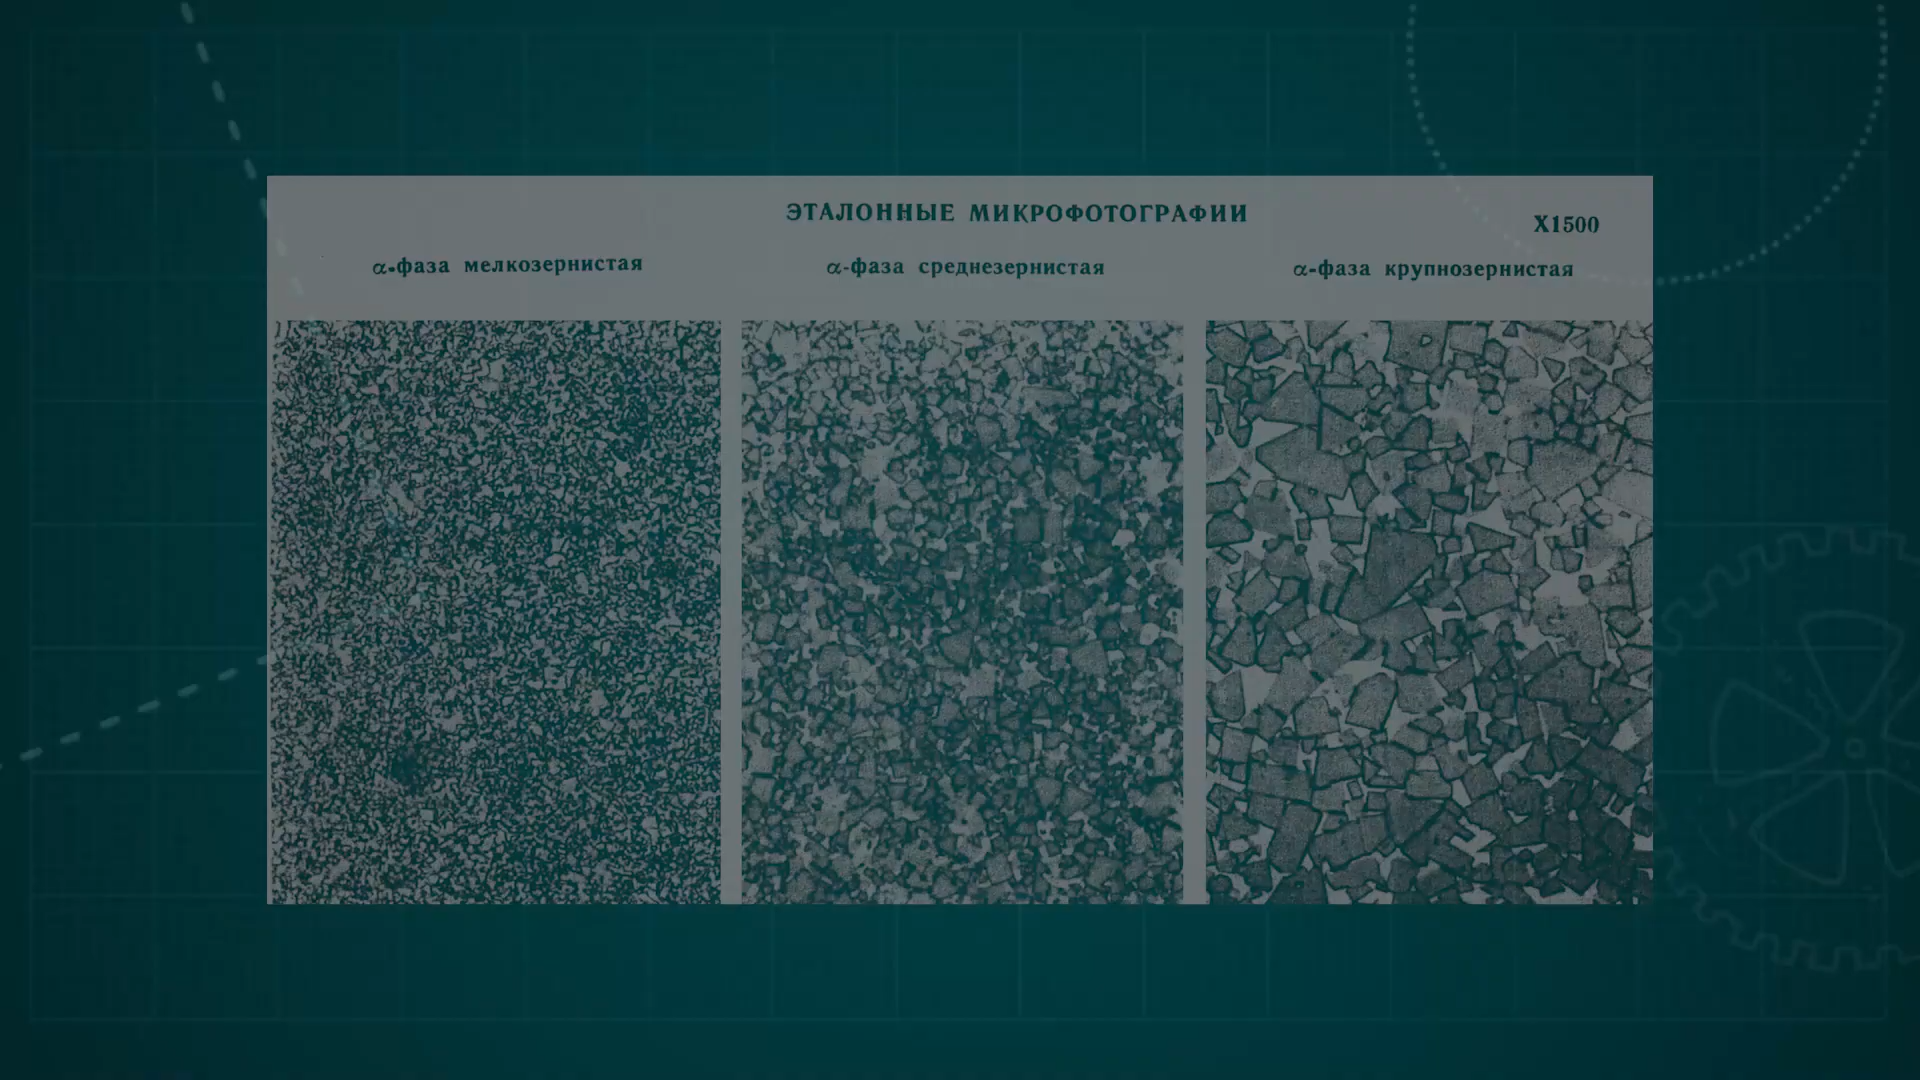 ЭТАЛОННЫЕ МИКРОФОТОГРАФИИ
X1500
α-фаза мелкозернистая
α-фаза среднезернистая
α-фаза крупнозернистая